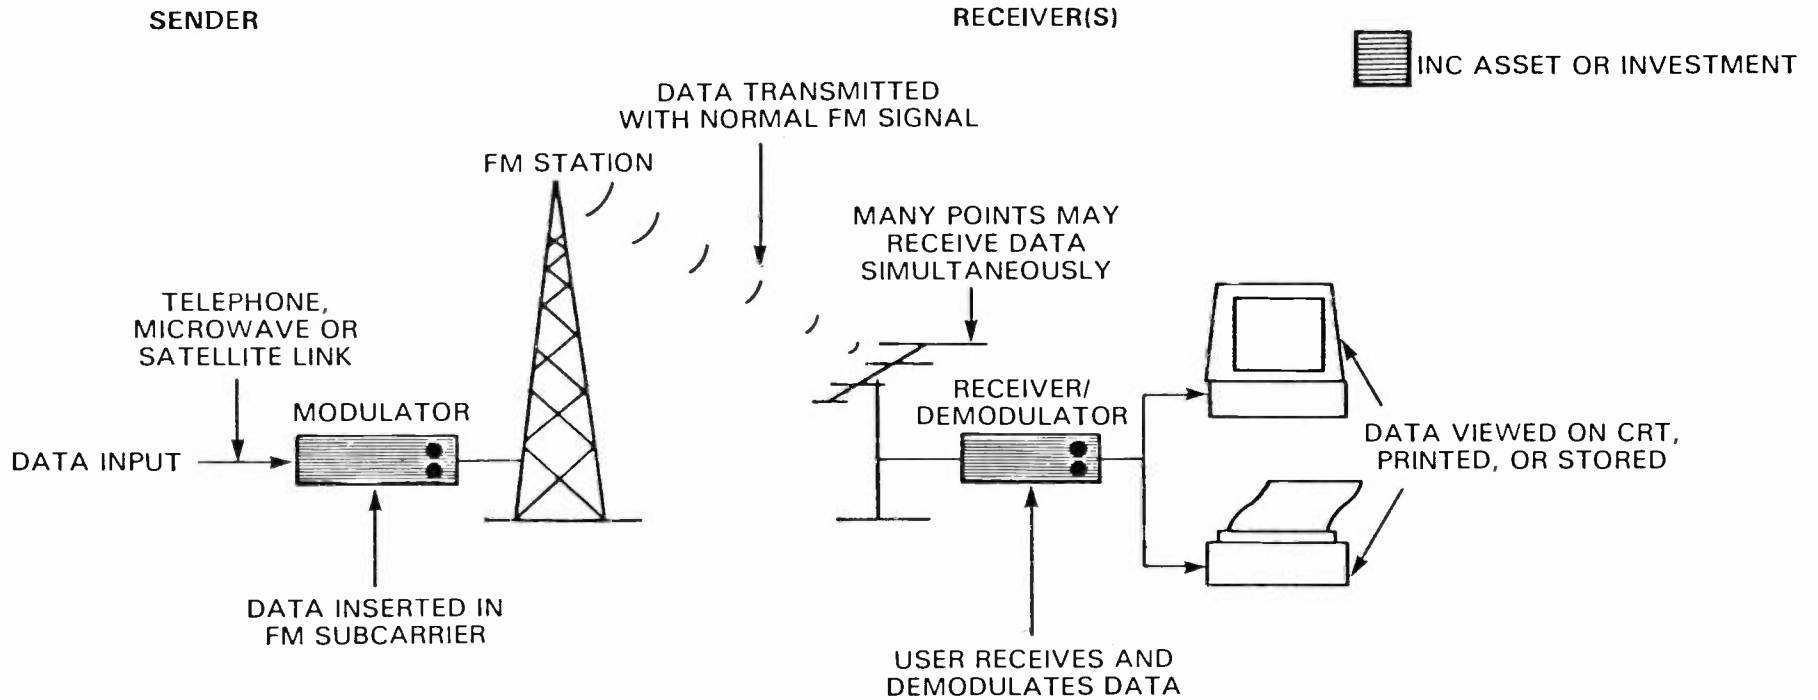 SENDER
RECEIVER(S)
INC ASSET OR INVESTMENT
DATA TRANSMITTED
WITH NORMAL FM SIGNAL
FM STATION
MANY POINTS MAY
RECEIVE DATA
SIMULTANEOUSLY
TELEPHONE,
MICROWAVE OR
SATELLITE LINK
MODULATOR
RECEIVER/
DEMODULATOR
DATA INPUT
DATA VIEWED ON CRT,
PRINTED, OR STORED
DATA INSERTED IN
FM SUBCARRIER
USER RECEIVES AND
DEMODULATES DATA